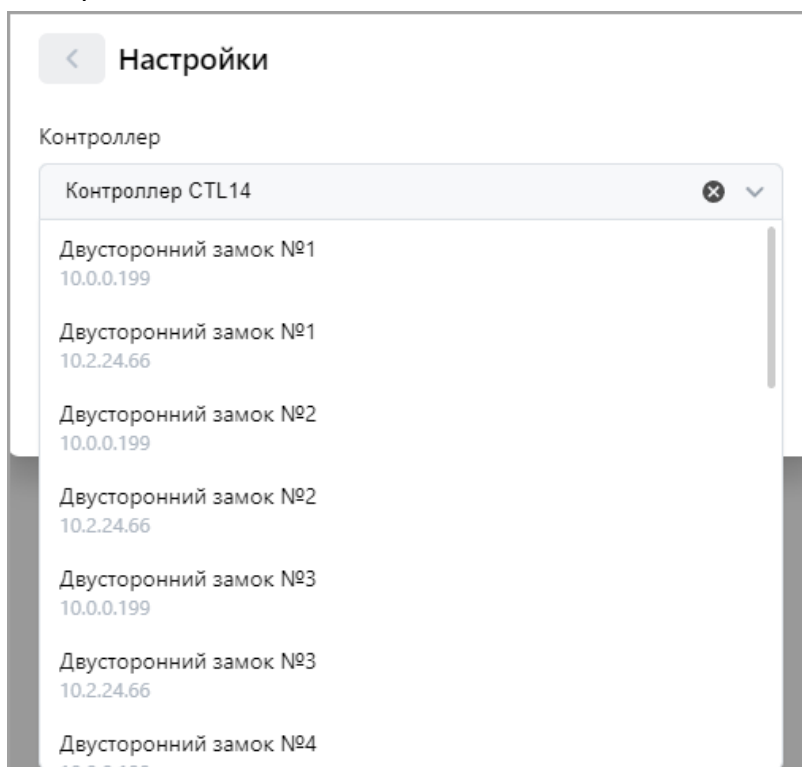 Настройки
Контроллер
Контроллер CTL14
Двусторонний замок №1
10.0.0.199
Двусторонний замок №1
10.2.24.66
Двусторонний замок №2
10.0.0.199
Двусторонний замок №2
10.2.24.66
Двусторонний замок №3
10.0.0.199
Двусторонний замок №3
10.2.24.66
Двусторонний замок №4